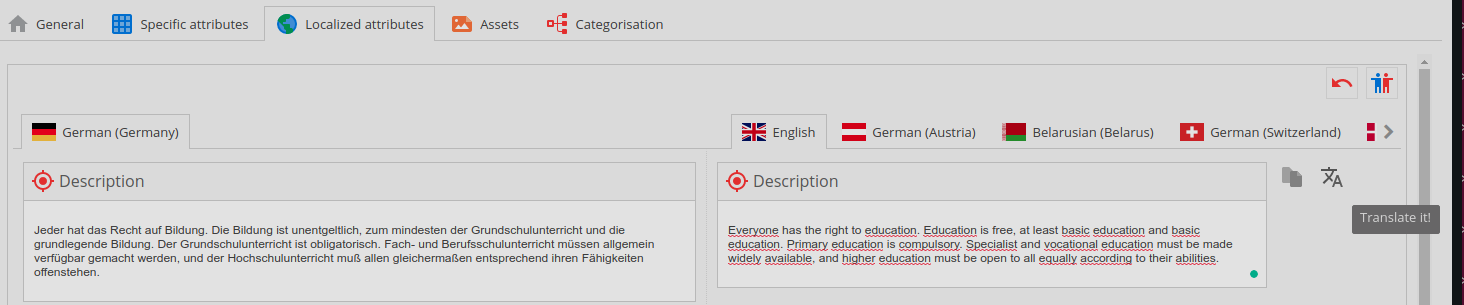 General Specific attributes Localized attributes Assets Categorisation
German (Germany)
English German (Austria) Belarusian (Belarus) German (Switzerland)
Description
Jeder hat das Recht auf Bildung. Die Bildung ist unentgeltlich, zum mindesten der Grundschulunterricht und die
grundlegende Bildung. Der Grundschulunterricht ist obligatorisch. Fach- und Berufsschulunterricht müssen allgemein
verfügbar gemacht werden, und der Hochschulunterricht muß allen gleichermaßen entsprechend ihren Fähigkeiten
offenstehen.
Description
Everyone has the right to education. Education is free, at least basic education and basic
education. Primary education is compulsory. Specialist and vocational education must be made
widely available, and higher education must be open to all equally according to their abilities.
Translate it!